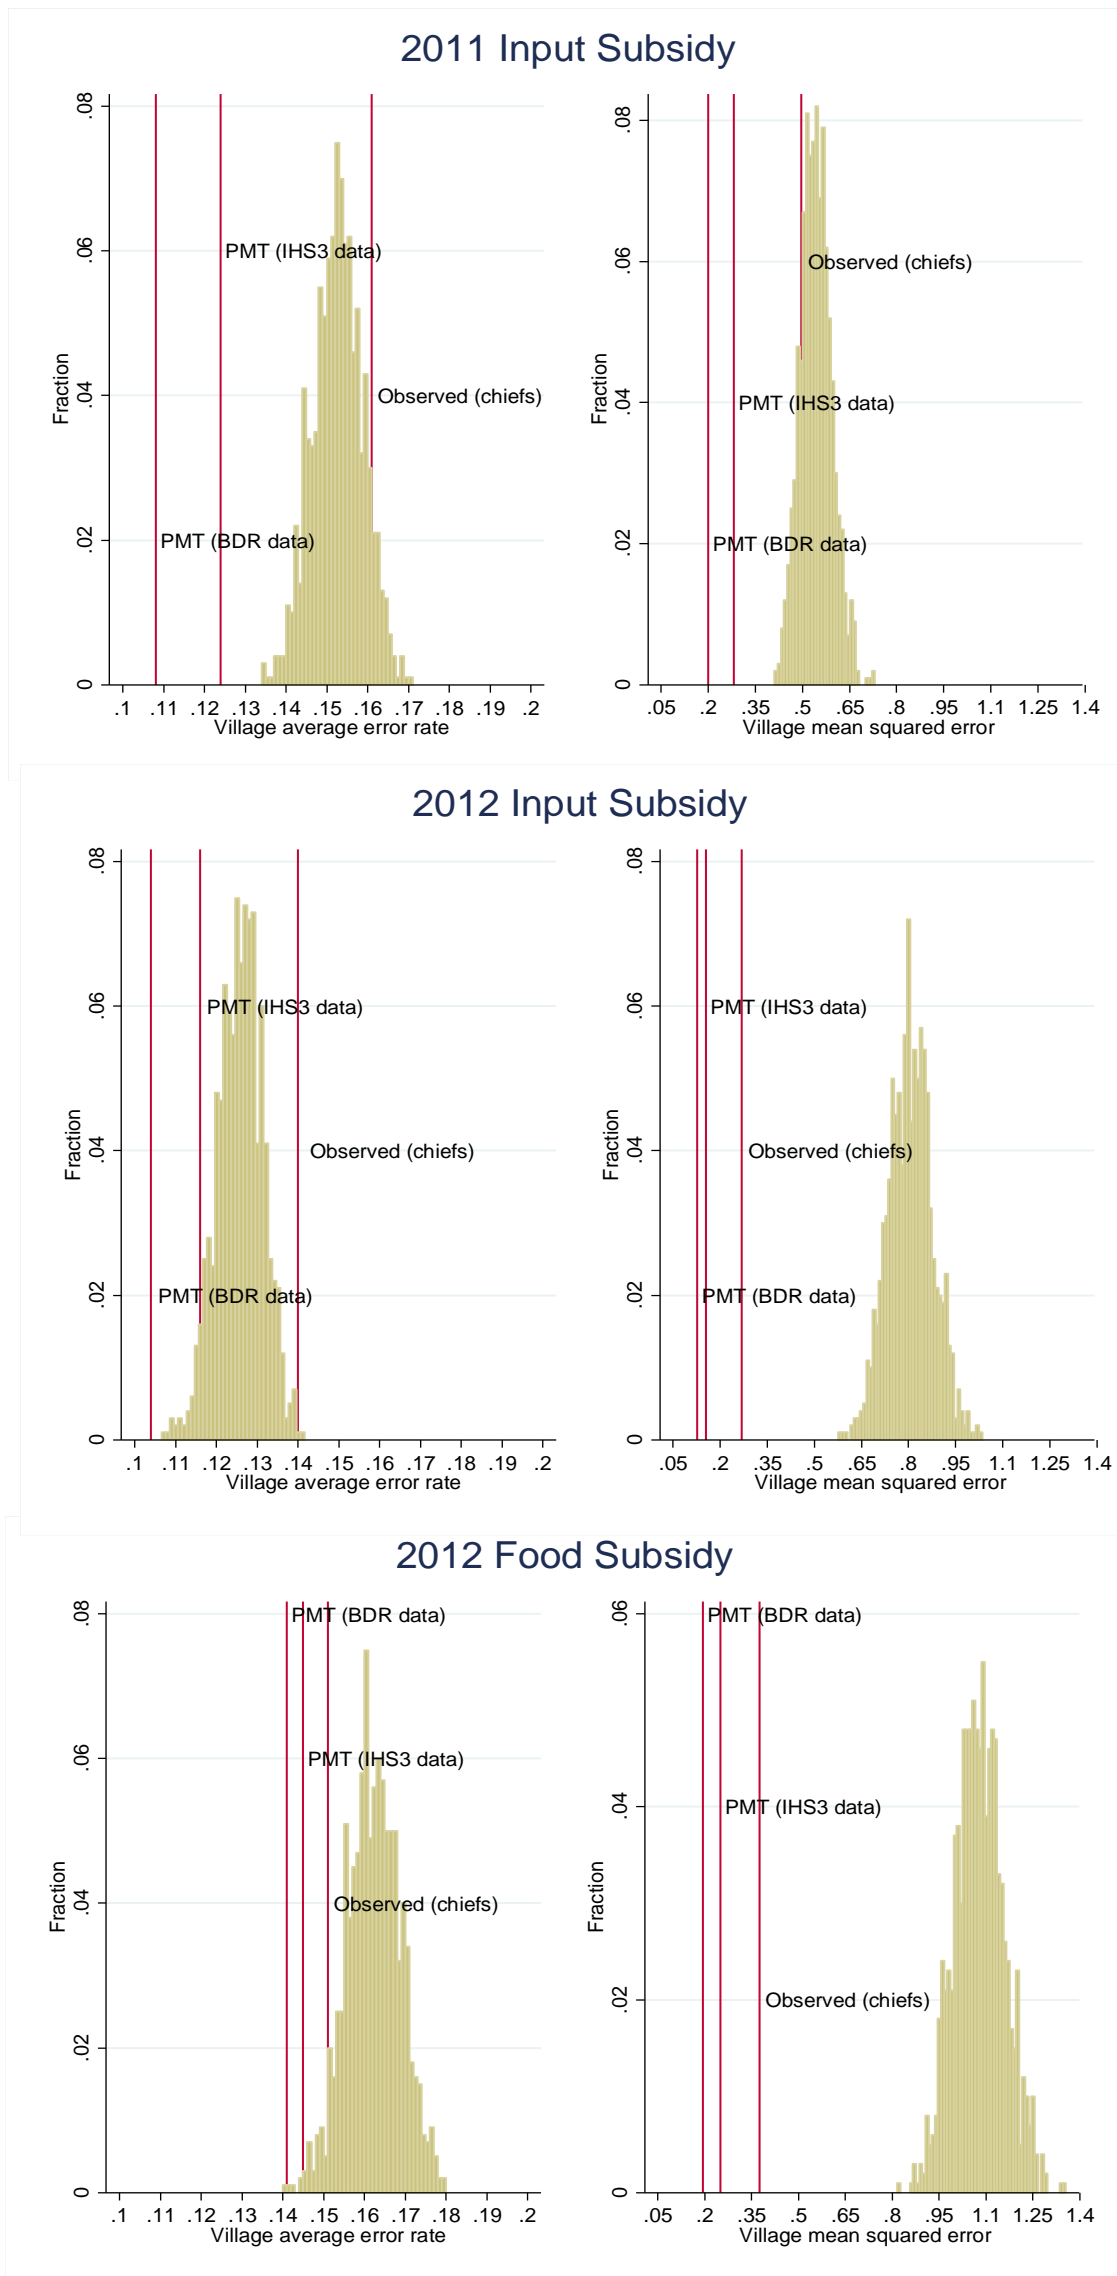 2011 Input Subsidy
.08
.06
.04
.02
0
Fraction
PMT (IHS3 data)
Observed (chiefs)
PMT (BDR data)
.1 .11 .12 .13 .14 .15 .16 .17 .18 .19 .2
Village average error rate
.08
.06
.04
.02
0
Fraction
Observed (chiefs)
PMT (IHS3 data)
PMT (BDR data)
.05 .2 .35 .5 .65 .8 .95 1.1 1.25 1.4
Village mean squared error
2012 Input Subsidy
.08
.06
.04
.02
0
Fraction
PMT (IHS3 data)
Observed (chiefs)
PMT (BDR data)
.1 .11 .12 .13 .14 .15 .16 .17 .18 .19 .2
Village average error rate
.08
.06
.04
.02
0
Fraction
PMT (IHS3 data)
Observed (chiefs)
PMT (BDR data)
.05 .2 .35 .5 .65 .8 .95 1.1 1.25 1.4
Village mean squared error
2012 Food Subsidy
.08
.06
.04
.02
0
Fraction
PMT (BDR data)
PMT (IHS3 data)
Observed (chiefs)
.1 .11 .12 .13 .14 .15 .16 .17 .18 .19 .2
Village average error rate
.06
.04
.02
0
Fraction
PMT (BDR data)
PMT (IHS3 data)
Observed (chiefs)
.05 .2 .35 .5 .65 .8 .95 1.1 1.25 1.4
Village mean squared error